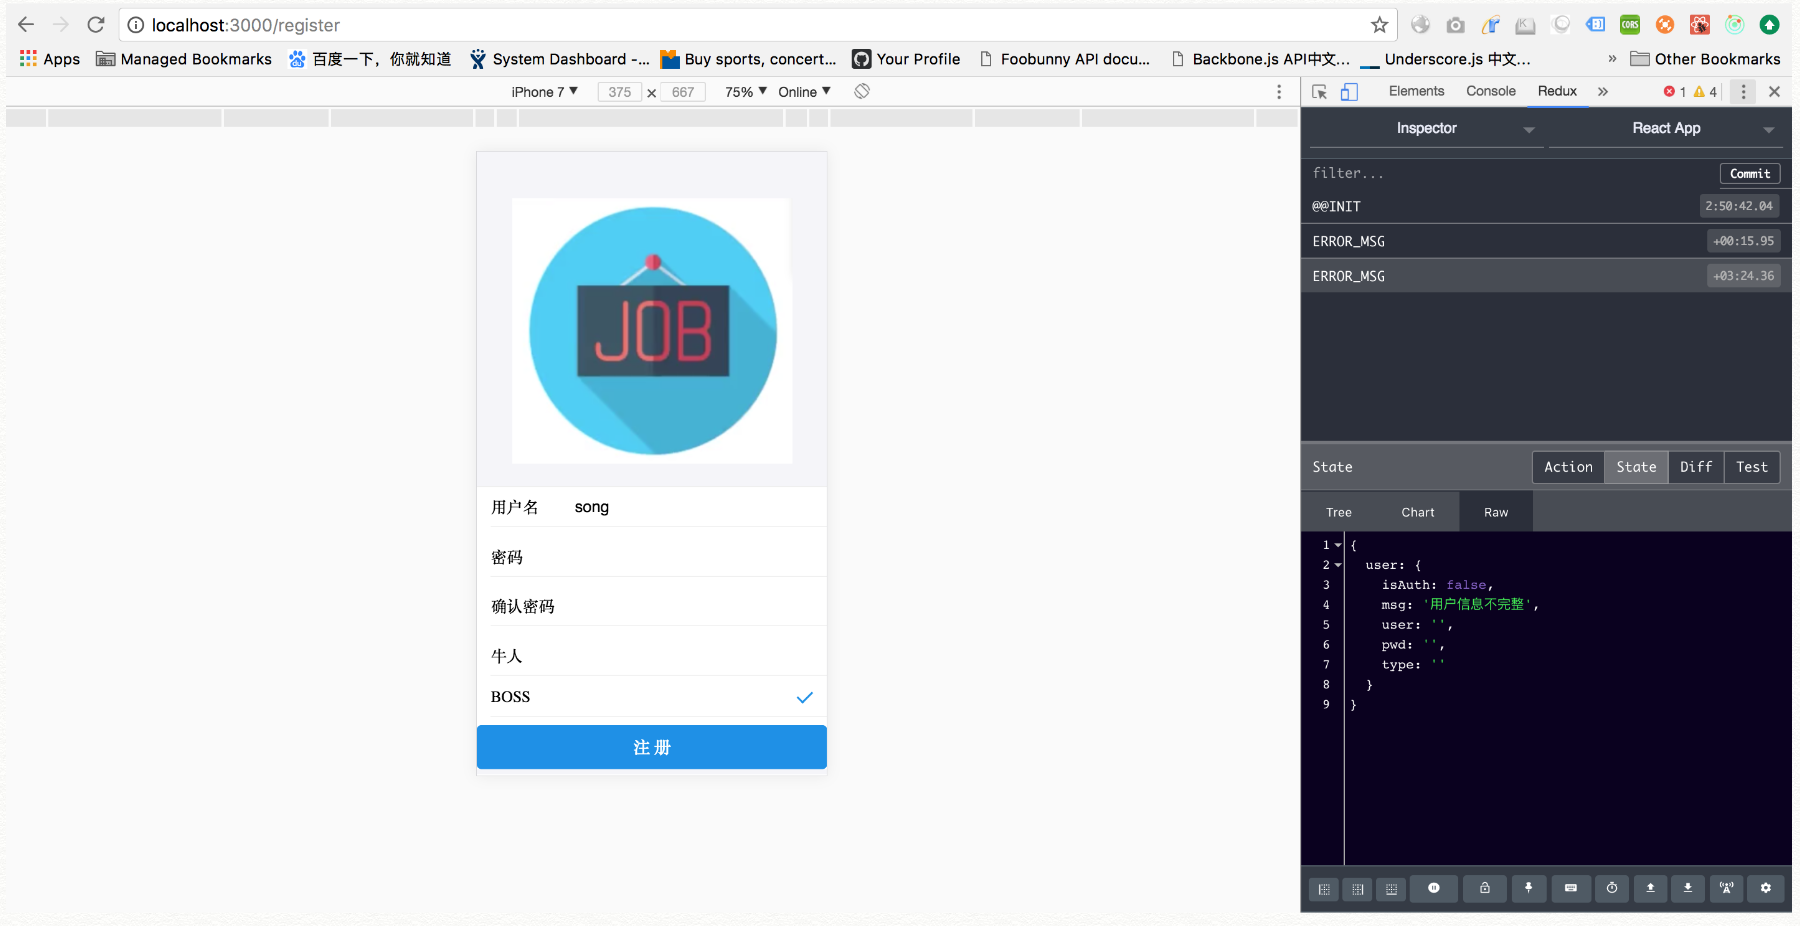 localhost:3000/register
Apps Managed Bookmarks 百度一下，你就知道 System Dashboard -... Buy sports, concert... Your Profile Foobunny API docu... Backbone.js API中文... Underscore.js 中文... » Other Bookmarks
iPhone 7 ▼ 375 × 667 75% ▼ Online ▼
Elements Console Redux » 1 4
Inspector React App
filter... Commit
@@INIT 2:50:42.04
ERROR_MSG +00:15.95
ERROR_MSG +03:24.36
JOB
用户名 song
密码
确认密码
牛人
BOSS
注册
State Action State Diff Test
Tree Chart Raw
1 {
2 user: {
3 isAuth: false,
4 msg: '用户信息不完整',
5 user: '',
6 pwd: '',
7 type: ''
8 }
9 }